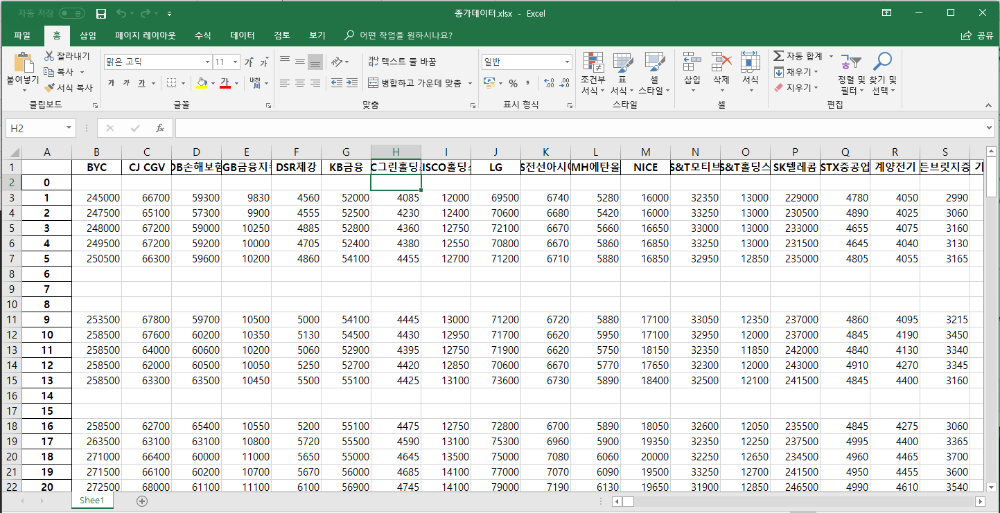 자동 저장 끔 종가데이터.xlsx - Excel
파일 홈 삽입 페이지 레이아웃 수식 데이터 검토 보기 어떤 작업을 원하시나요? 공유
붙여넣기 잘라내기 복사 서식 복사 클립보드
맑은 고딕 11 가 가 가 가 가 가 내천 글꼴
텍스트 줄 바꿈 병합하고 가운데 맞춤 맞춤
일반 % , 표시 형식
조건부 서식 표 서식 셀 스타일 스타일
삽입 삭제 서식 셀
자동 합계 채우기 지우기 정렬 및 필터 찾기 및 선택 편집
H2 fx
A B C D E F G H I J K L M N O P Q R S
1 BYC CJ CGV DB손해보험 GB금융지 DSR제강 KB금융 C그린홀딩 ISCO홀딩 LG S전선아시 MH에탄올 NICE S&T모티브 S&T홀딩스 SK텔레콤 STX중공업 계양전기 든브릿지증 기
2 0
3 1 245000 66700 59300 9830 4560 52000 4085 12000 69500 6740 5280 16000 32350 13000 229000 4780 4050 2990
4 2 247500 65100 57300 9900 4555 52500 4230 12400 70600 6680 5420 16000 33250 13000 230500 4890 4025 3060
5 3 248000 67200 59000 10250 4885 52800 4360 12750 72100 6670 5660 16650 33000 13000 233000 4655 4075 3160
6 4 249500 67200 59200 10000 4705 52400 4380 12550 70800 6670 5860 16850 33250 13000 231500 4645 4040 3130
7 5 250500 66300 59600 10200 4860 54100 4455 12700 71200 6710 5880 16850 32950 12850 235000 4805 4055 3165
8 6
9 7
10 8
11 9 253500 67800 59700 10500 5000 54100 4445 13000 71200 6720 5880 17100 33050 12350 237000 4860 4095 3215
12 10 258500 67600 60200 10350 5130 54500 4430 12950 71700 6620 5950 17100 32950 12000 237000 4845 4190 3450
13 11 258500 64000 60600 10200 5060 52900 4395 12750 71900 6620 5750 18150 32350 11850 242000 4840 4130 3340
14 12 258500 62000 60500 10050 5250 52700 4420 12850 70600 6670 5770 17650 32300 12000 243000 4910 4270 3345
15 13 258500 63300 63500 10450 5500 55100 4425 13100 73600 6730 5890 18400 32500 12100 241500 4845 4400 3160
16 14
17 15
18 16 258500 62700 65400 10550 5200 55100 4475 12750 72800 6700 5890 18050 32600 12050 235500 4845 4275 3060
19 17 263500 63100 63100 10800 5720 55500 4590 13100 75300 6960 5900 19350 32350 12250 237500 4995 4400 3365
20 18 271000 66400 60000 11000 5650 55000 4645 13500 75000 7080 6060 20000 32250 12650 234500 4960 4465 3700
21 19 271500 66100 60200 10700 5670 56000 4685 14100 77000 7070 6090 19500 33250 12700 241500 4950 4455 3600
22 20 272500 68000 61100 11100 6100 56900 4745 14100 79000 7190 6130 19650 31900 12850 246500 4990 4610 3540
Shee1